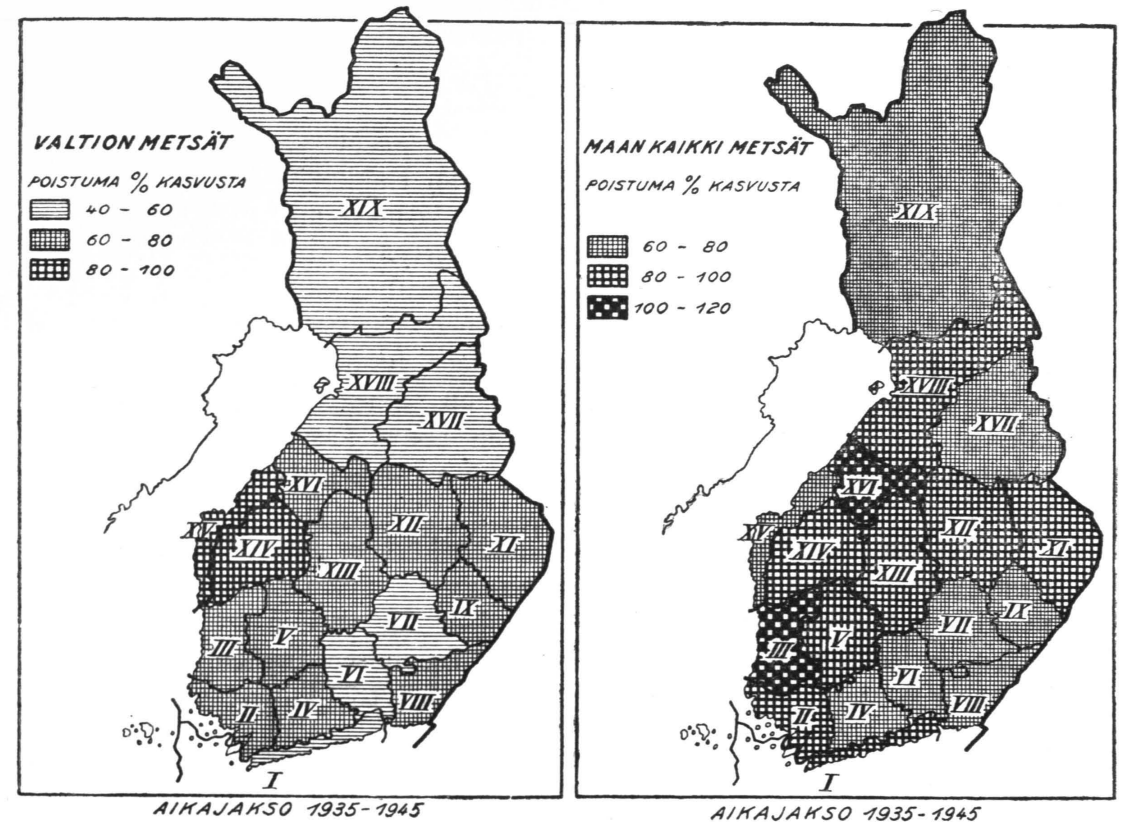 VALTION METSÄT
POISTUMA % KASVUSTA
40 - 60
60 - 80
80 - 100
XIX
XVIII
XVII
XVI
XV
XIV
XIII
XII
XI
IX
VII
V
III
VI
VIII
IV
II
I
AIKAJAKSO 1935-1945
MAAN KAIKKI METSÄT
POISTUMA % KASVUSTA
60 - 80
80 - 100
100 - 120
XIX
XVIII
XVII
XVI
XV
XIV
XIII
XII
XI
IX
VII
V
III
VI
VIII
IV
II
I
AIKAJAKSO 1935-1945